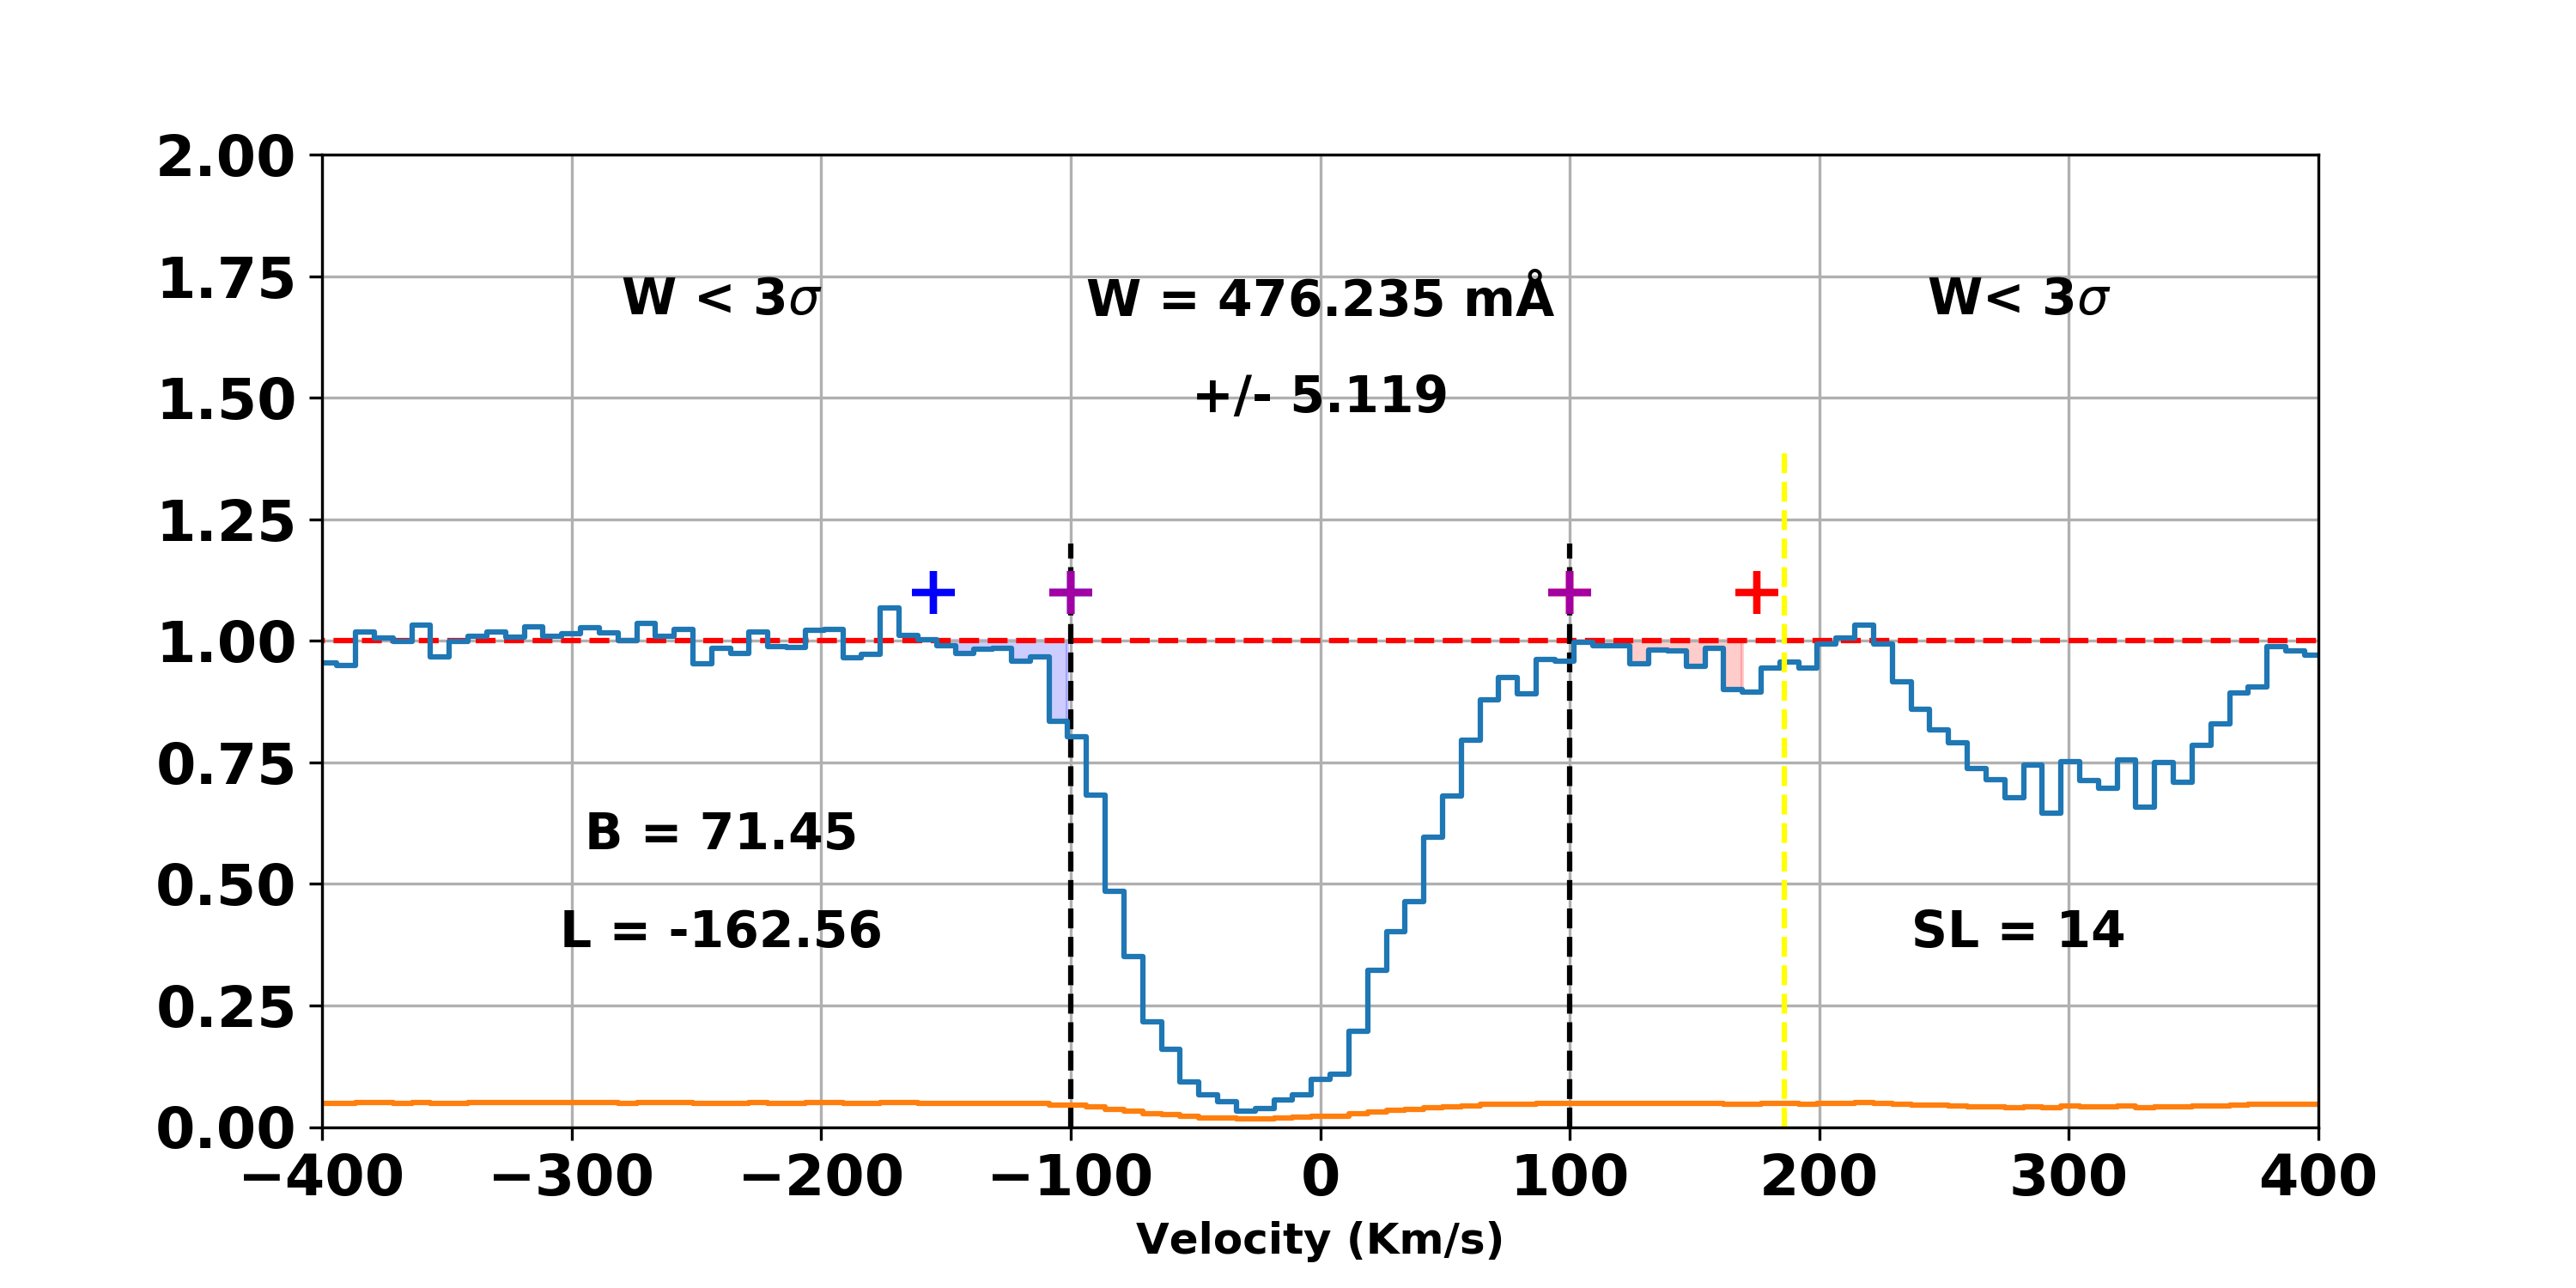 2.00
1.75
1.50
1.25
1.00
0.75
0.50
0.25
0.00
W < 3σ
W = 476.235 mÅ
+/- 5.119
W< 3σ
B = 71.45
L = -162.56
SL = 14
−400 −300 −200 −100 0 100 200 300 400
Velocity (Km/s)